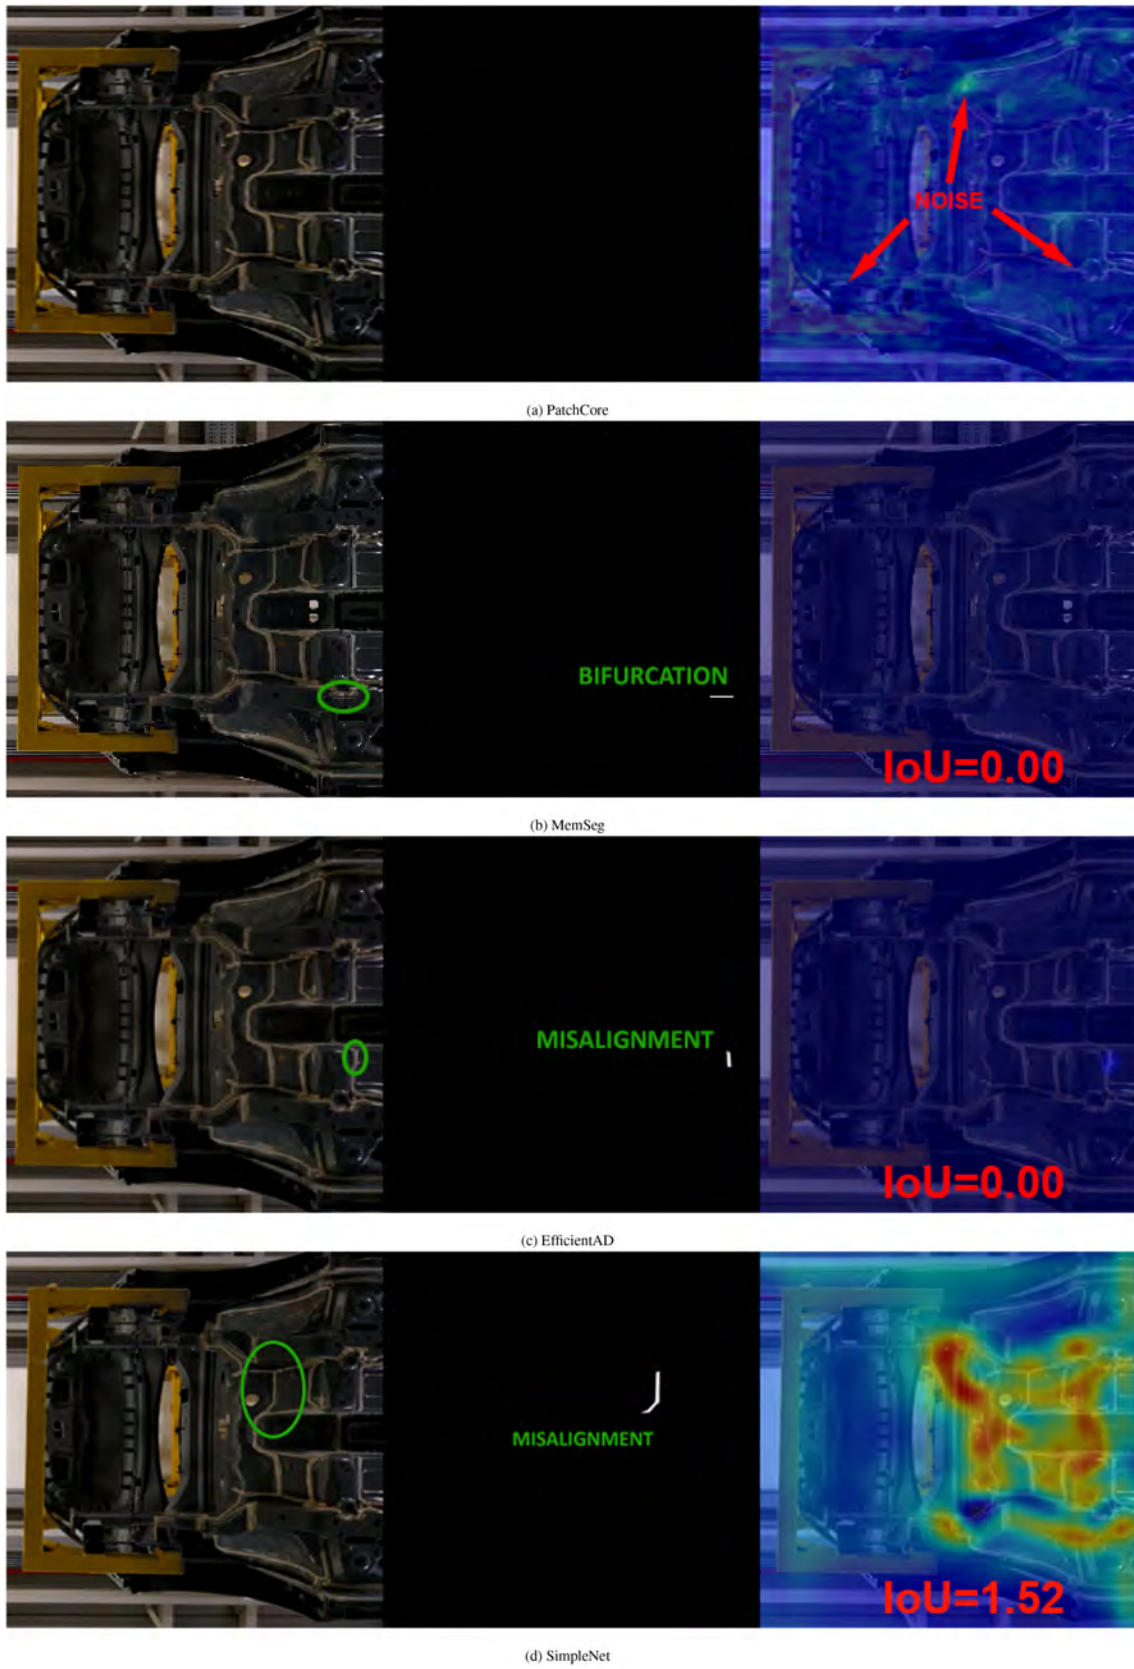 NOISE
(a) PatchCore
BIFURCATION
IoU=0.00
(b) MemSeg
MISALIGNMENT
IoU=0.00
(c) EfficientAD
MISALIGNMENT
IoU=1.52
(d) SimpleNet